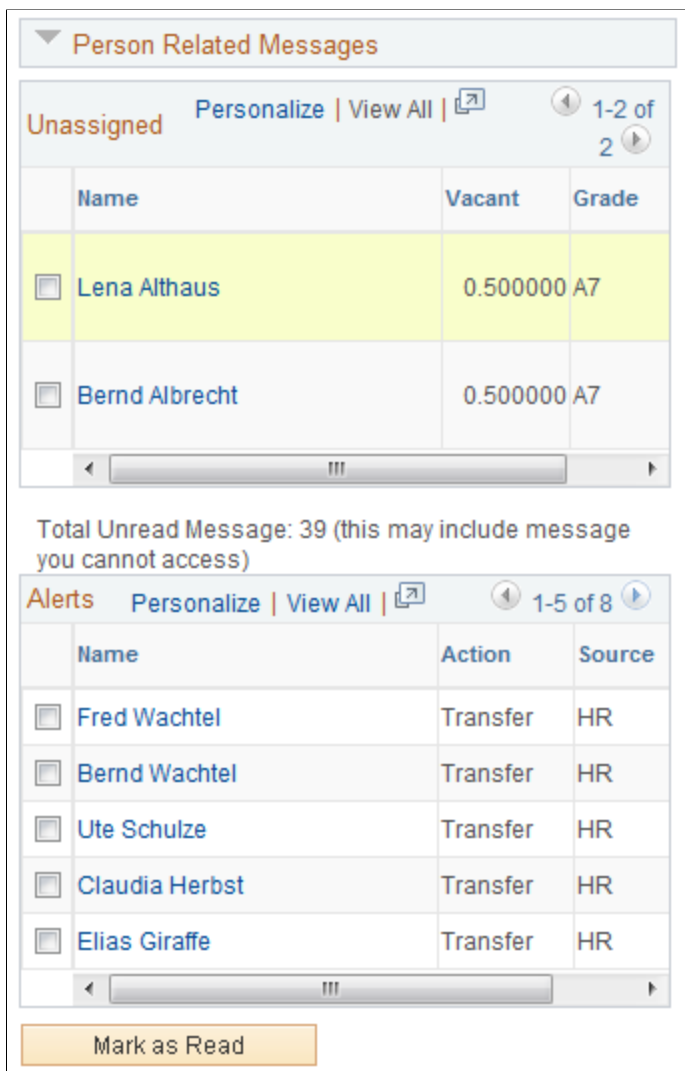 Person Related Messages
Unassigned Personalize | View All | 1-2 of
2
Name Vacant Grade
Lena Althaus 0.500000 A7
Bernd Albrecht 0.500000 A7
Total Unread Message: 39 (this may include message
you cannot access)
Alerts Personalize | View All | 1-5 of 8
Name Action Source
Fred Wachtel Transfer HR
Bernd Wachtel Transfer HR
Ute Schulze Transfer HR
Claudia Herbst Transfer HR
Elias Giraffe Transfer HR
Mark as Read